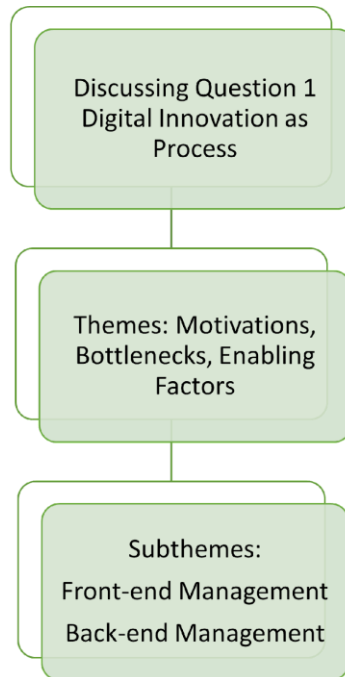 Discussing Question 1
Digital Innovation as
Process
Themes: Motivations,
Bottlenecks, Enabling
Factors
Subthemes:
Front-end Management
Back-end Management